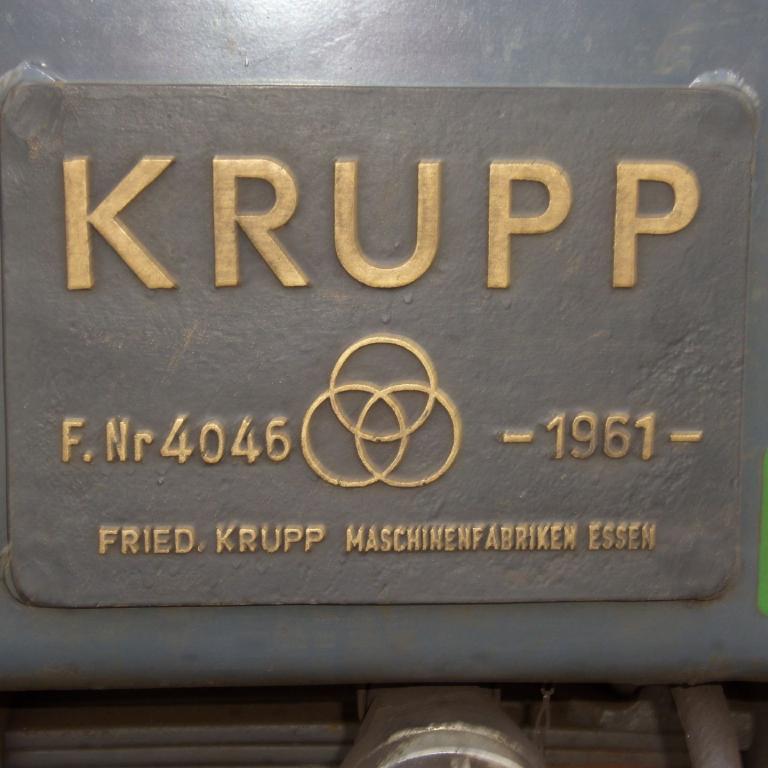 KRUPP
F. Nr 4046 - 1961 -
FRIED. KRUPP MASCHINENFABRIKEN ESSEN